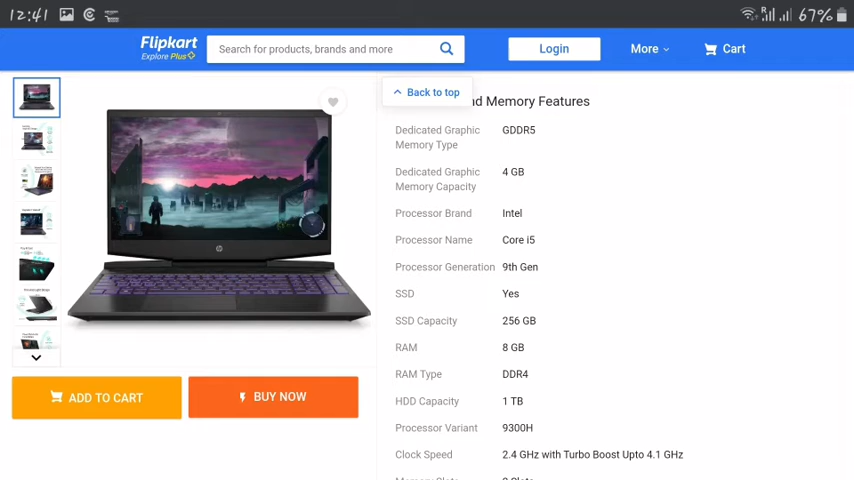 12:41
67%
Flipkart
Explore Plus
Search for products, brands and more
Login
More
Cart
Back to top
nd Memory Features
Dedicated Graphic Memory Type
GDDR5
Dedicated Graphic Memory Capacity
4 GB
Processor Brand
Intel
Processor Name
Core i5
Processor Generation
9th Gen
SSD
Yes
SSD Capacity
256 GB
RAM
8 GB
RAM Type
DDR4
HDD Capacity
1 TB
Processor Variant
9300H
Clock Speed
2.4 GHz with Turbo Boost Upto 4.1 GHz
ADD TO CART
BUY NOW